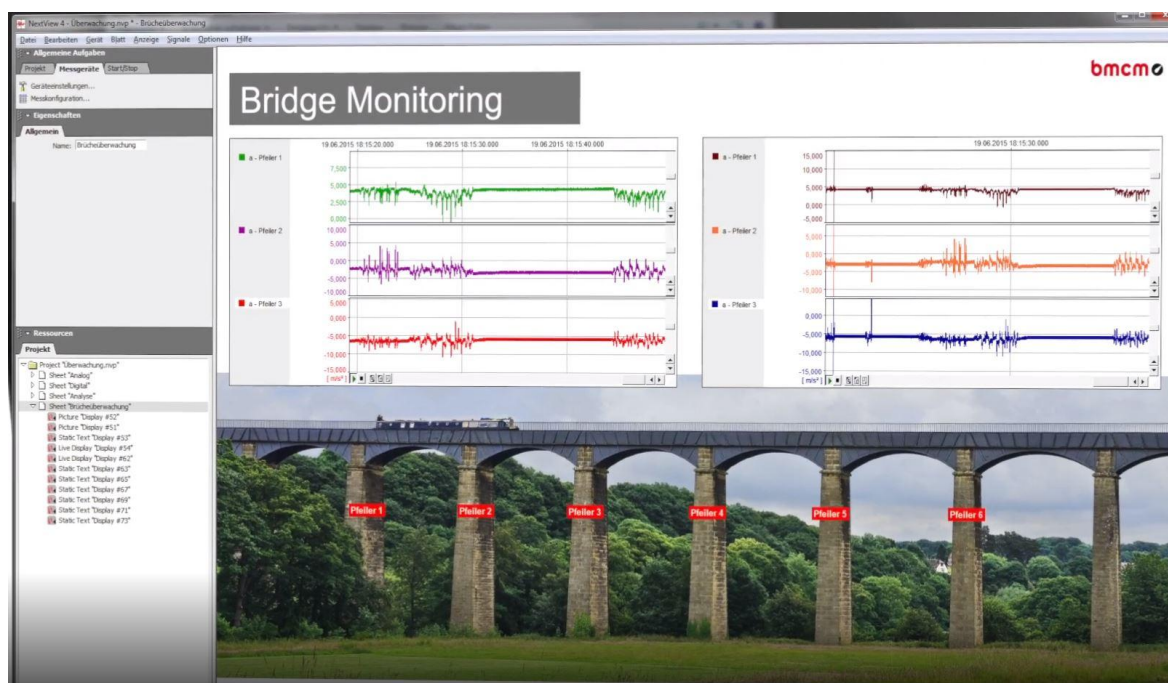 NextView 4 - Überwachung.nvp * - Brücheüberwachung
Datei Bearbeiten Gerät Blatt Anzeige Signale Optionen Hilfe
Allgemeine Aufgaben
Projekt Messgeräte Start/Stop
Geräteeinstellungen...
Messkonfiguration...
Eigenschaften
Allgemein
Name: Brücheüberwachung
Ressourcen
Projekt
Project "Überwachung.nvp"
Sheet "Analog"
Sheet "Digital"
Sheet "Analyse"
Sheet "Brücheüberwachung"
Picture "Display #52"
Picture "Display #51"
Static Text "Display #53"
Live Display "Display #54"
Live Display "Display #62"
Static Text "Display #63"
Static Text "Display #65"
Static Text "Display #67"
Static Text "Display #69"
Static Text "Display #71"
Static Text "Display #73"
bmcm
Bridge Monitoring
19.06.2015 18:15:20.000 19.06.2015 18:15:30.000 19.06.2015 18:15:40.000
a - Pfeiler 1
7,500
5,000
2,500
0,000
a - Pfeiler 2
10,000
5,000
0,000
-5,000
-10,000
a - Pfeiler 3
5,000
0,000
-5,000
-10,000
-15,000
[ m/s² ]
19.06.2015 18:15:30.000
a - Pfeiler 1
15,000
10,000
5,000
0,000
-5,000
a - Pfeiler 2
10,000
5,000
0,000
-5,000
-10,000
a - Pfeiler 3
0,000
-5,000
-10,000
-15,000
[ m/s² ]
Pfeiler 1
Pfeiler 2
Pfeiler 3
Pfeiler 4
Pfeiler 5
Pfeiler 6